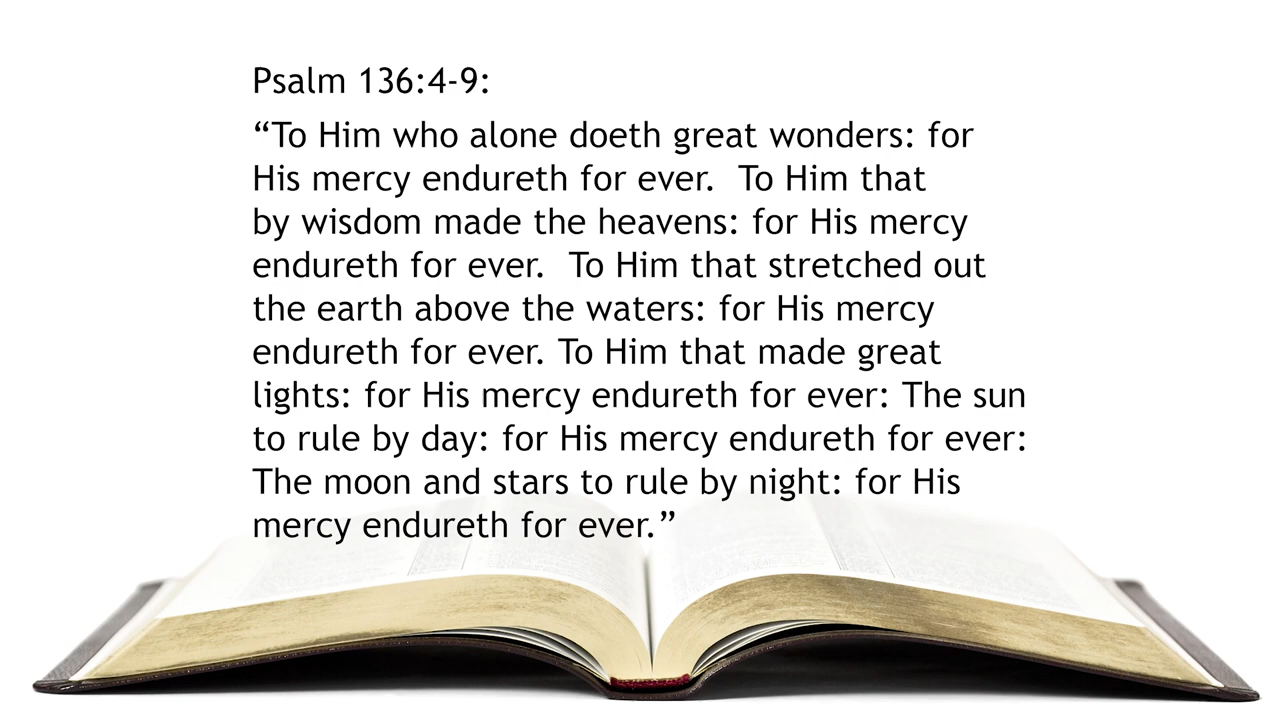 Psalm 136:4-9:
“To Him who alone doeth great wonders: for
His mercy endureth for ever.  To Him that
by wisdom made the heavens: for His mercy
endureth for ever.  To Him that stretched out
the earth above the waters: for His mercy
endureth for ever. To Him that made great
lights: for His mercy endureth for ever: The sun
to rule by day: for His mercy endureth for ever:
The moon and stars to rule by night: for His
mercy endureth for ever.”